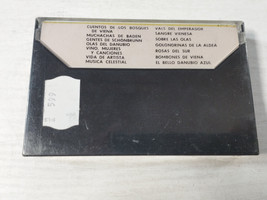 CUENTOS DE LOS BOSQUES
DE VIENA
MUCHACHAS DE BADEN
GENTES DE SCHONBRUNN
OLAS DEL DANUBIO
VINO, MUJERES
Y CANCIONES
VIDA DE ARTISTA
MUSICA CELESTIAL
VALS DEL EMPERADOR
SANGRE VIENESA
SOBRE LAS OLAS
GOLONDRINAS DE LA ALDEA
ROSAS DEL SUR
BOMBONES DE VIENA
EL BELLO DANUBIO AZUL